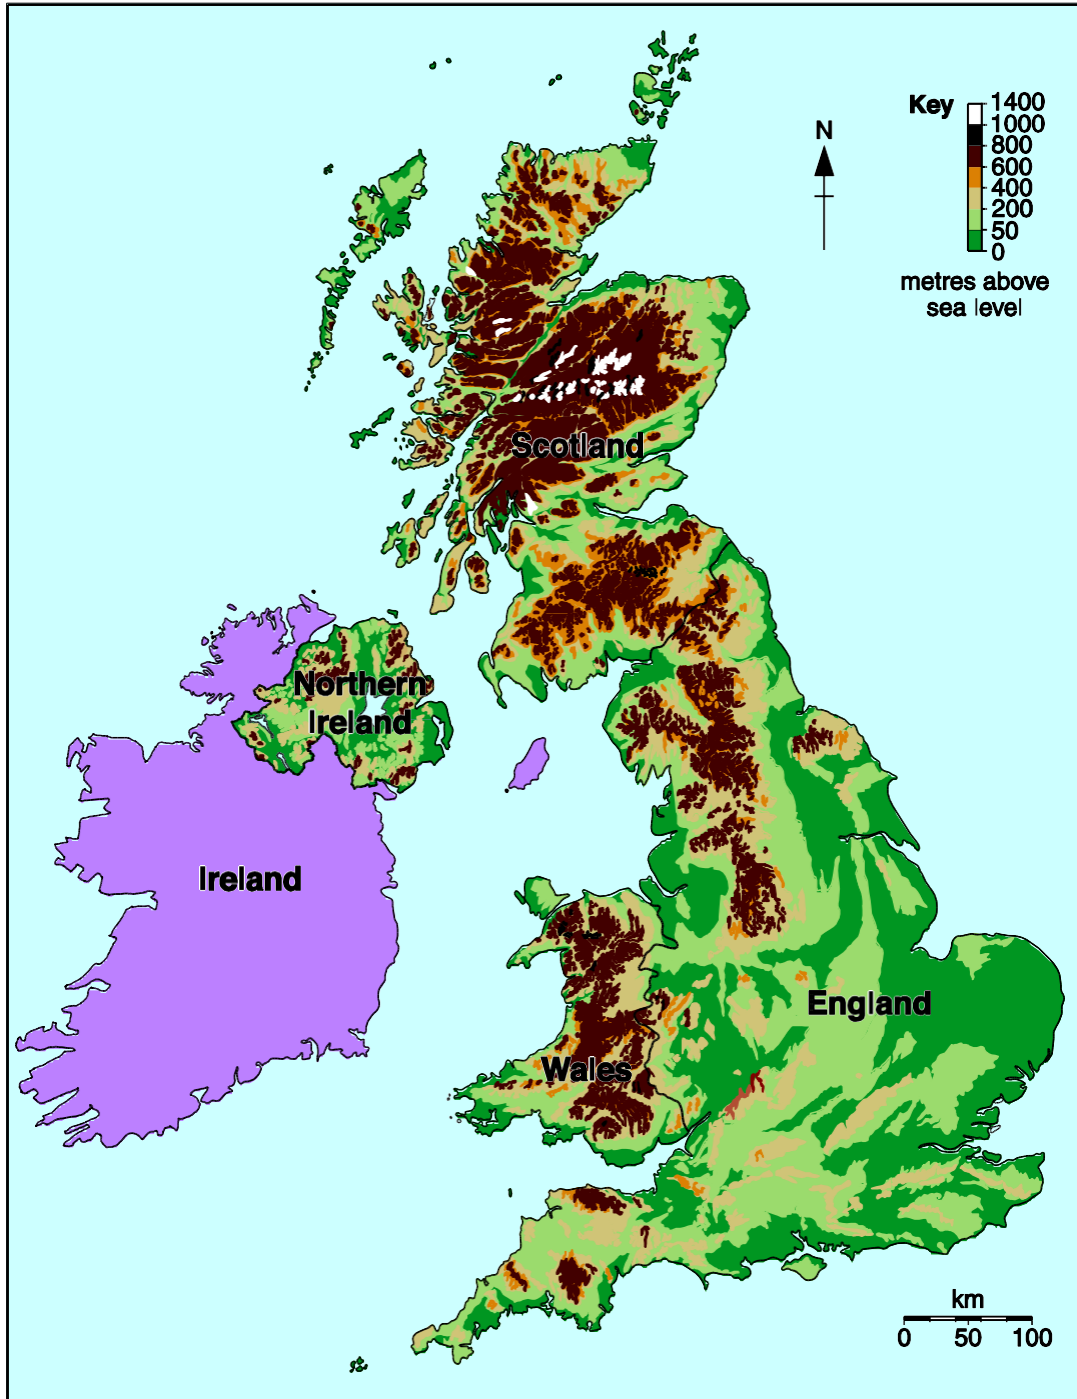 Key
1400
1000
800
600
400
200
50
0
metres above
sea level
N
Scotland
Northern
Ireland
Ireland
England
Wales
km
0 50 100